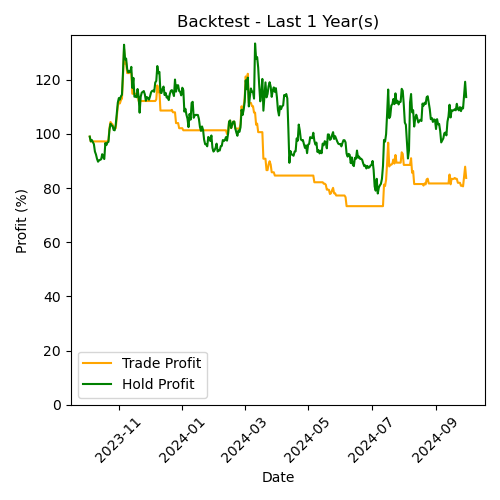 Backtest - Last 1 Year(s)
Profit (%)
120
100
80
60
40
20
0
Trade Profit
Hold Profit
2023-11
2024-01
2024-03
2024-05
2024-07
2024-09
Date